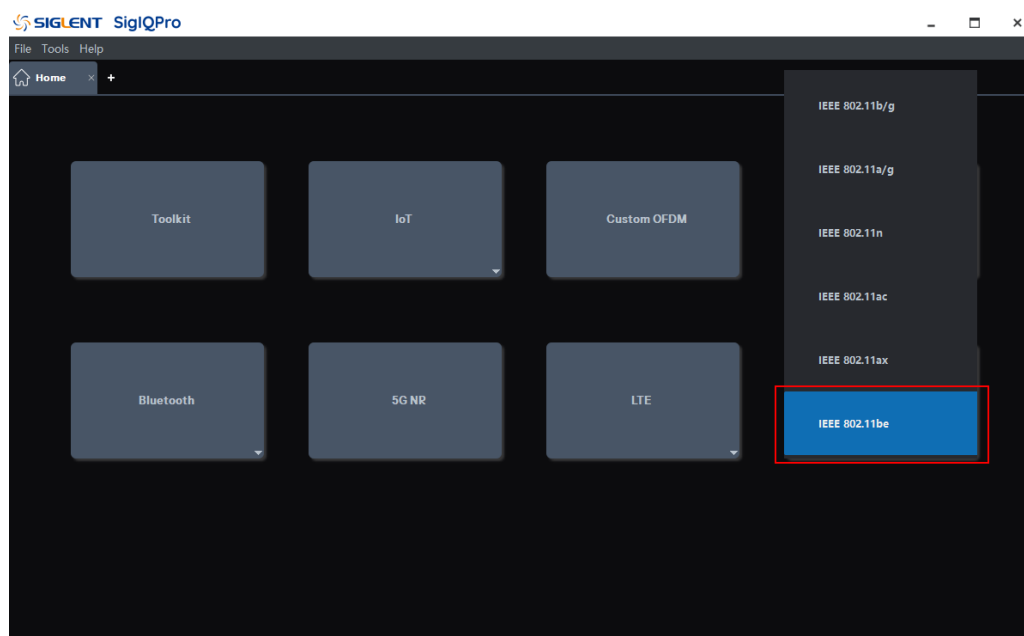 SIGLENT SigIQPro
File Tools Help
Home × +
IEEE 802.11b/g
IEEE 802.11a/g
IEEE 802.11n
IEEE 802.11ac
IEEE 802.11ax
IEEE 802.11be
Toolkit
IoT
Custom OFDM
Bluetooth
5G NR
LTE